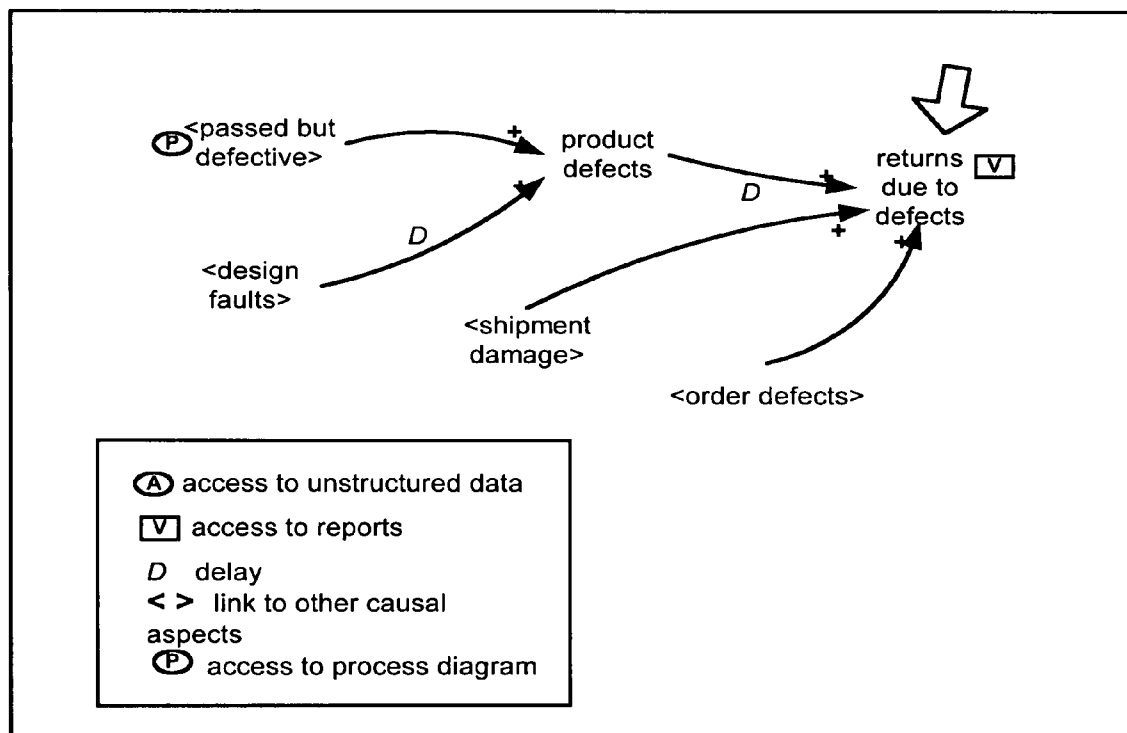 P <passed but
defective>
+
product
defects
returns
due to
defects
V
+
D
+
+
+
D
<design
faults>
<shipment
damage>
<order defects>
A access to unstructured data
V access to reports
D delay
< > link to other causal
aspects
P access to process diagram